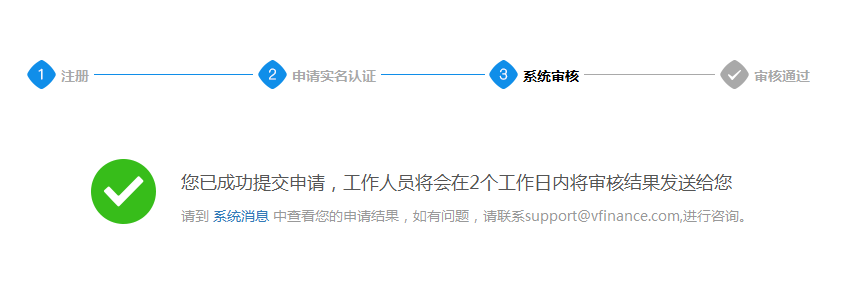 1 注册 2 申请实名认证 3 系统审核 审核通过
您已成功提交申请，工作人员将会在2个工作日内将审核结果发送给您
请到 系统消息 中查看您的申请结果，如有问题，请联系support@vfinance.com,进行咨询。